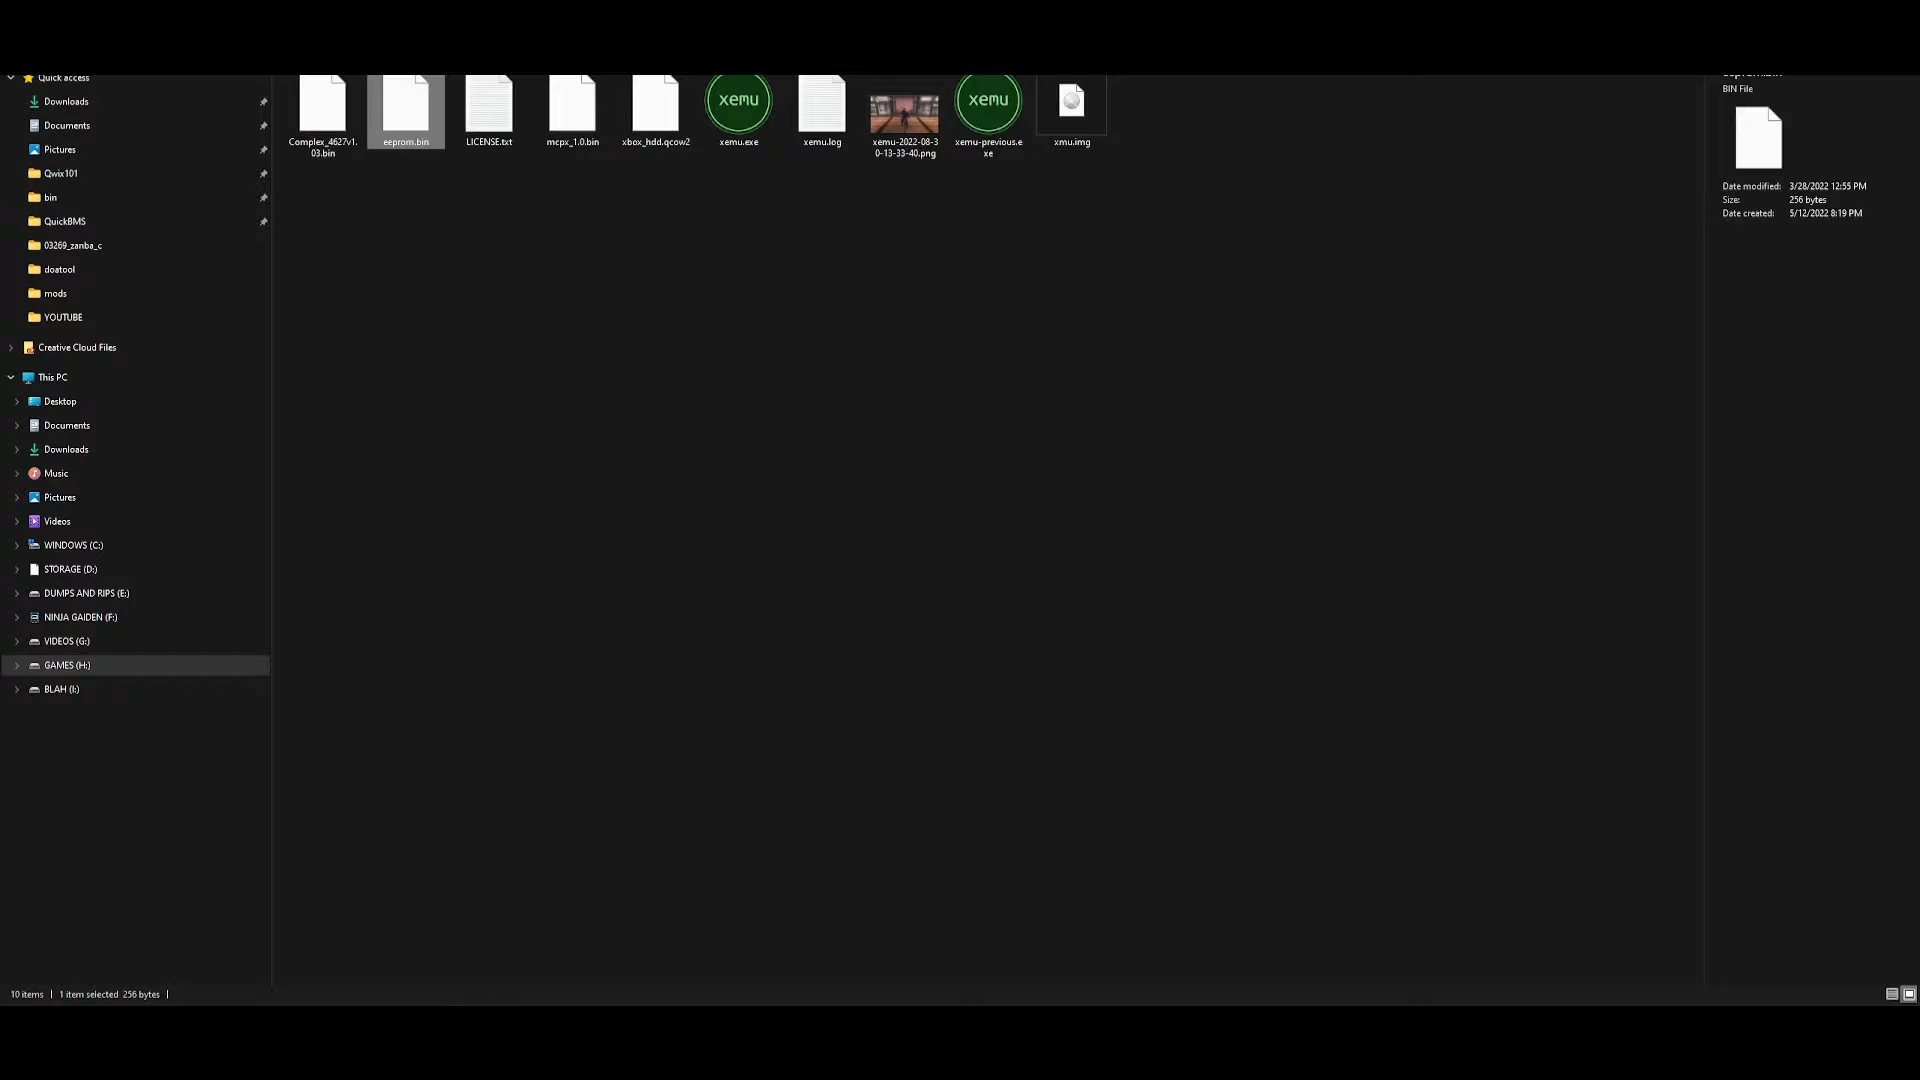 Quick access
Downloads
Documents
Pictures
Qwix101
bin
QuickBMS
03269_zanba_c
doatool
mods
YOUTUBE
Creative Cloud Files
This PC
Desktop
Documents
Downloads
Music
Pictures
Videos
WINDOWS (C:)
STORAGE (D:)
DUMPS AND RIPS (E:)
NINJA GAIDEN (F:)
VIDEOS (G:)
GAMES (H:)
BLAH (I:)
xemu
xemu
Complex_4627v1.
03.bin
eeprom.bin
LICENSE.txt
mcpx_1.0.bin
xbox_hdd.qcow2
xemu.exe
xemu.log
xemu-2022-08-3
0-13-33-40.png
xemu-previous.e
xe
xmu.img
BIN File
Date modified: 3/28/2022 12:55 PM
Size: 256 bytes
Date created: 5/12/2022 8:19 PM
10 items 1 item selected 256 bytes